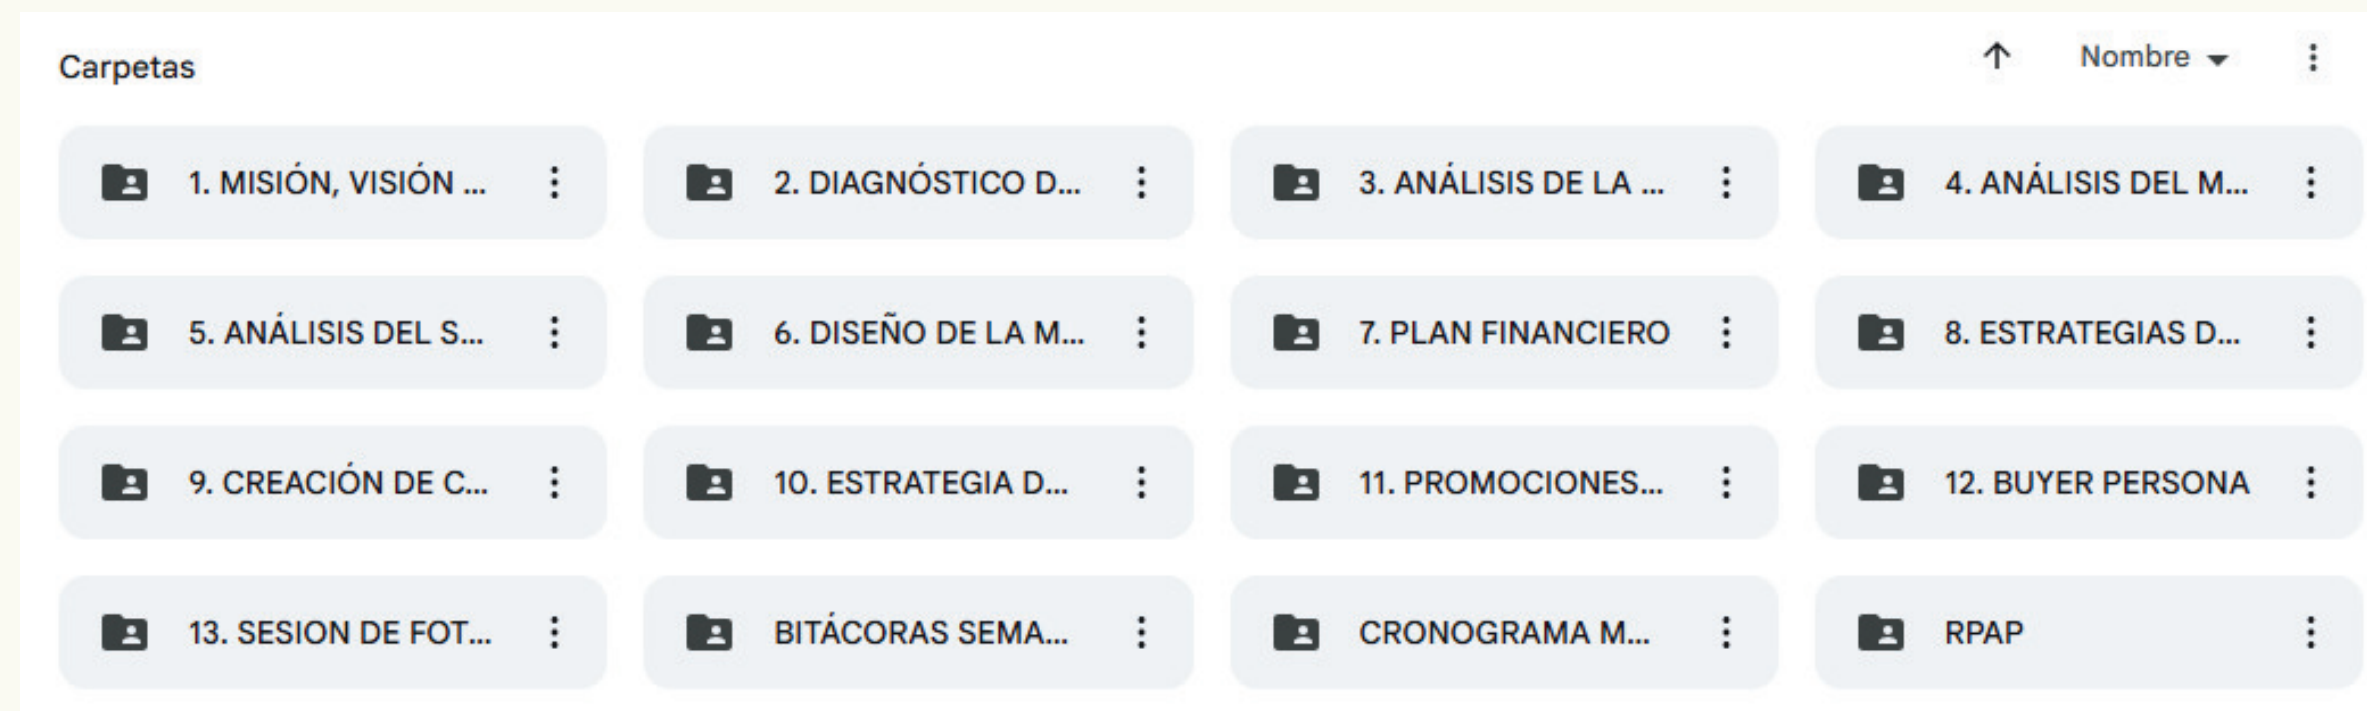 Carpetas
Nombre
1. MISIÓN, VISIÓN ...
2. DIAGNÓSTICO D...
3. ANÁLISIS DE LA ...
4. ANÁLISIS DEL M...
5. ANÁLISIS DEL S...
6. DISEÑO DE LA M...
7. PLAN FINANCIERO
8. ESTRATEGIAS D...
9. CREACIÓN DE C...
10. ESTRATEGIA D...
11. PROMOCIONES...
12. BUYER PERSONA
13. SESION DE FOT...
BITÁCORAS SEMA...
CRONOGRAMA M...
RPAP